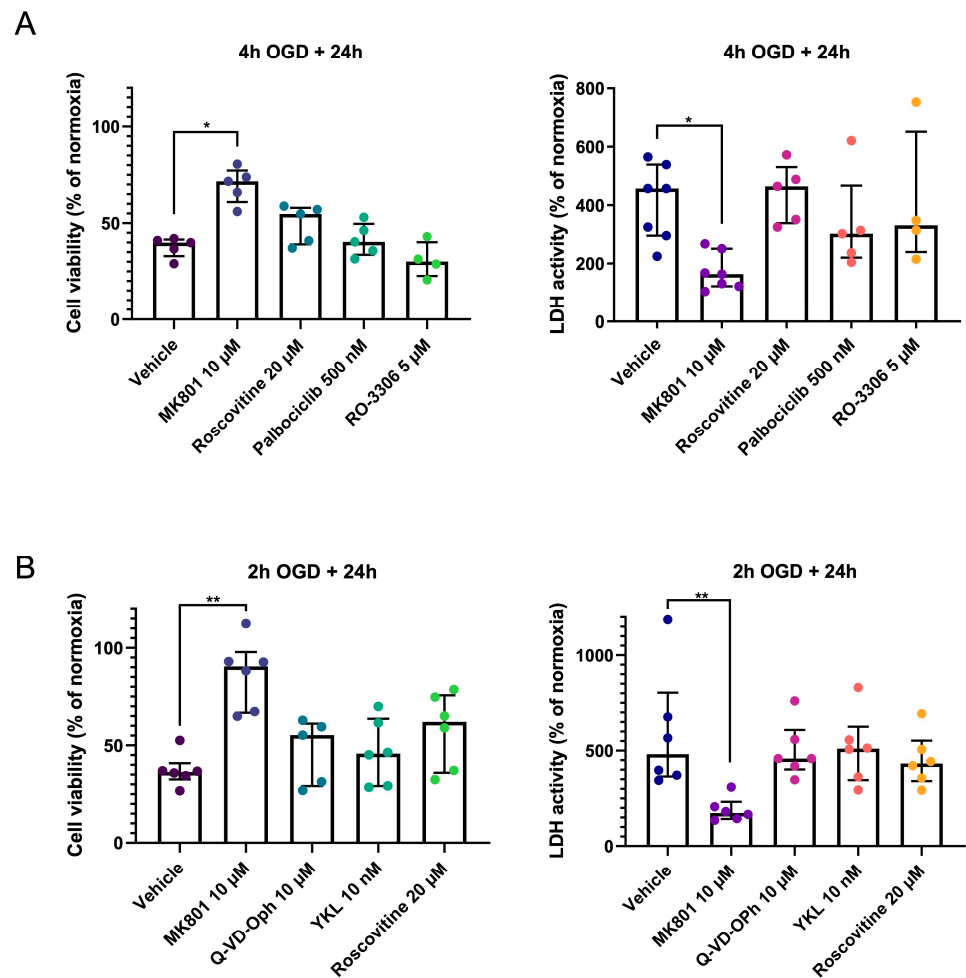 A
4h OGD + 24h
Cell viability (% of normoxia)
100
50
0
*
Vehicle
MK801 10 µM
Roscovitine 20 µM
Palbociclib 500 nM
RO-3306 5 µM
4h OGD + 24h
LDH activity (% of normoxia)
800
600
400
200
0
*
Vehicle
MK801 10 µM
Roscovitine 20 µM
Palbociclib 500 nM
RO-3306 5 µM
B
2h OGD + 24h
Cell viability (% of normoxia)
100
50
0
**
Vehicle
MK801 10 µM
Q-VD-OPh 10 µM
YKL 10 nM
Roscovitine 20 µM
2h OGD + 24h
LDH activity (% of normoxia)
1000
500
0
**
Vehicle
MK801 10 µM
Q-VD-OPh 10 µM
YKL 10 nM
Roscovitine 20 µM